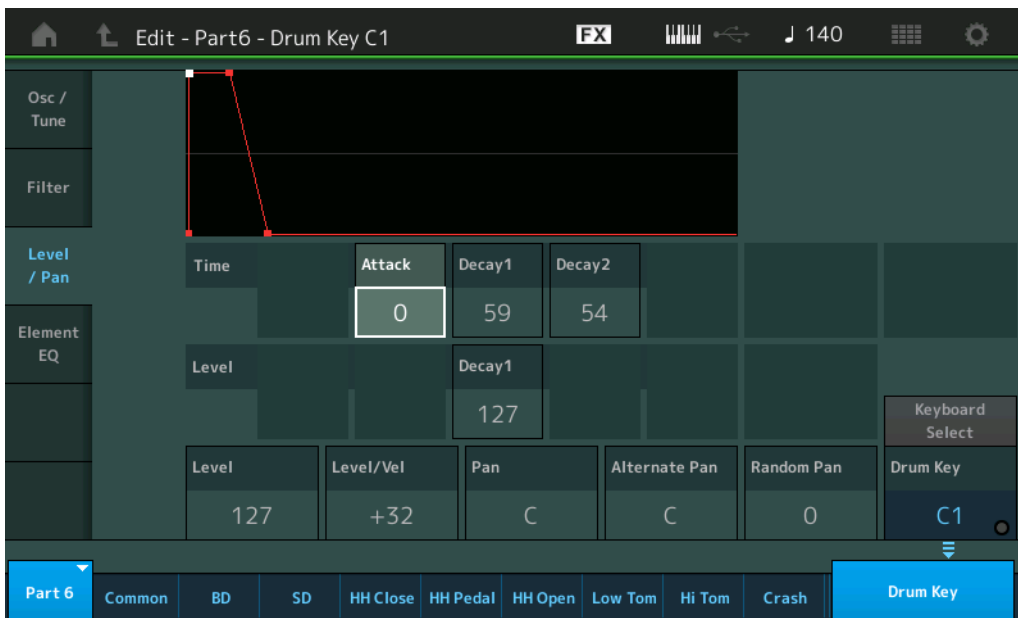 Edit - Part6 - Drum Key C1 FX ♩ 140
Osc /
Tune
Filter
Level
/ Pan
Element
EQ
Time Attack Decay1 Decay2
0 59 54
Level Decay1
127
Keyboard
Select
Level Level/Vel Pan Alternate Pan Random Pan Drum Key
127 +32 C C 0 C1
Part 6 Common BD SD HH Close HH Pedal HH Open Low Tom Hi Tom Crash Drum Key